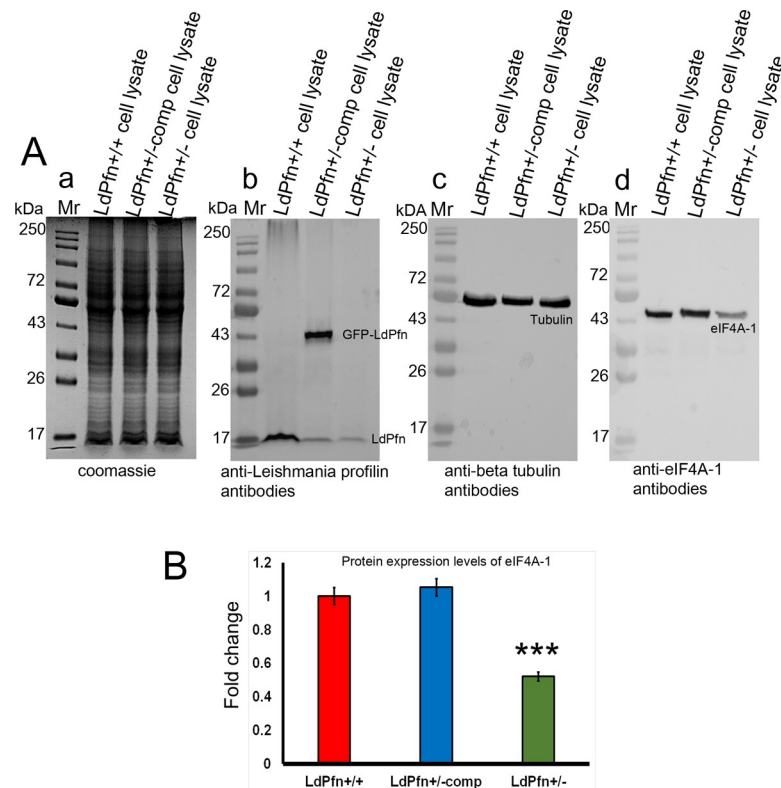 A
a
LdPfn+/+ cell lysate
LdPfn+/-comp cell lysate
LdPfn+/- cell lysate
kDa Mr
250
72
43
26
17
coomassie
b
LdPfn+/+ cell lysate
LdPfn+/-comp cell lysate
LdPfn+/- cell lysate
kDa Mr
250
72
43
26
17
GFP-LdPfn
LdPfn
anti-Leishmania profilin
antibodies
c
LdPfn+/+ cell lysate
LdPfn+/-comp cell lysate
LdPfn+/- cell lysate
kDA Mr
250
72
43
26
17
Tubulin
anti-beta tubulin
antibodies
d
LdPfn+/+ cell lysate
LdPfn+/-comp cell lysate
LdPfn+/- cell lysate
kDa Mr
250
72
43
26
17
eIF4A-1
anti-eIF4A-1
antibodies
B
Protein expression levels of eIF4A-1
Fold change
1.2
1
0.8
0.6
0.4
0.2
0
***
LdPfn+/+ LdPfn+/-comp LdPfn+/-